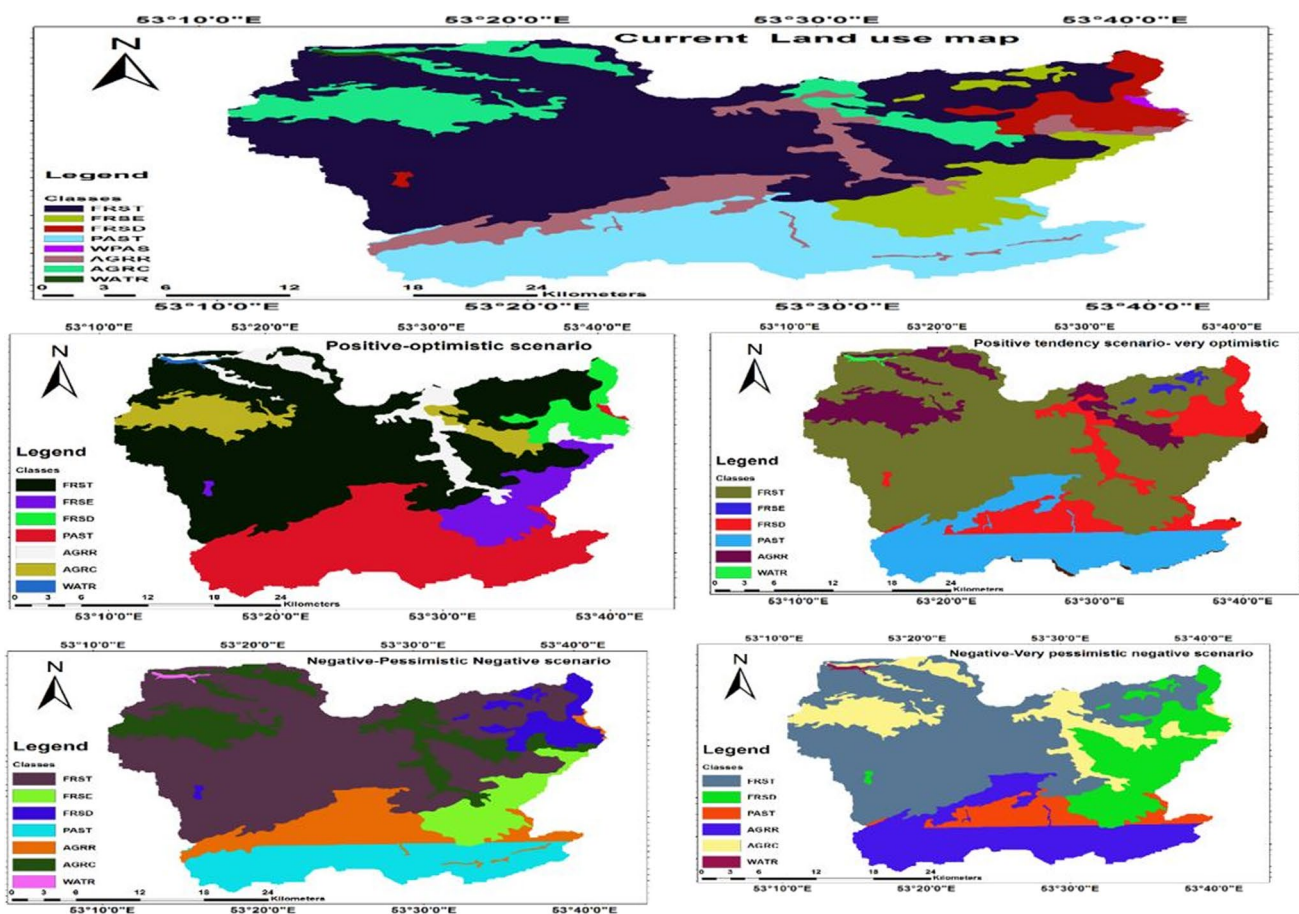 53°10'0"E 53°20'0"E 53°30'0"E 53°40'0"E
N
Current Land use map
Legend
Classes
FRST
FRSE
FRSD
PAST
WPAS
AGRR
AGRC
WATR
0 3 6 12 18 24
Kilometers
53°10'0"E 53°20'0"E 53°30'0"E 53°40'0"E
53°10'0"E 53°20'0"E 53°30'0"E 53°40'0"E
N
Positive-optimistic scenario
Legend
Classes
FRST
FRSE
FRSD
PAST
AGRR
AGRC
WATR
0 3 6 12 18 24
Kilometers
53°10'0"E 53°20'0"E 53°30'0"E 53°40'0"E
53°10'0"E 53°20'0"E 53°30'0"E 53°40'0"E
N
Positive tendency scenario- very optimistic
Legend
Classes
FRST
FRSE
FRSD
PAST
AGRR
WATR
0 3 6 12 18 24
Kilometers
53°10'0"E 53°20'0"E 53°30'0"E 53°40'0"E
53°10'0"E 53°20'0"E 53°30'0"E 53°40'0"E
N
Negative-Pessimistic Negative scenario
Legend
Classes
FRST
FRSE
FRSD
PAST
AGRR
AGRC
WATR
0 3 6 12 18 24
Kilometers
53°10'0"E 53°20'0"E 53°30'0"E 53°40'0"E
53°10'0"E 53°20'0"E 53°30'0"E 53°40'0"E
N
Negative-Very pessimistic negative scenario
Legend
Classes
FRST
FRSD
PAST
AGRR
AGRC
WATR
0 3 6 12 18 24
Kilometers
53°10'0"E 53°20'0"E 53°30'0"E 53°40'0"E